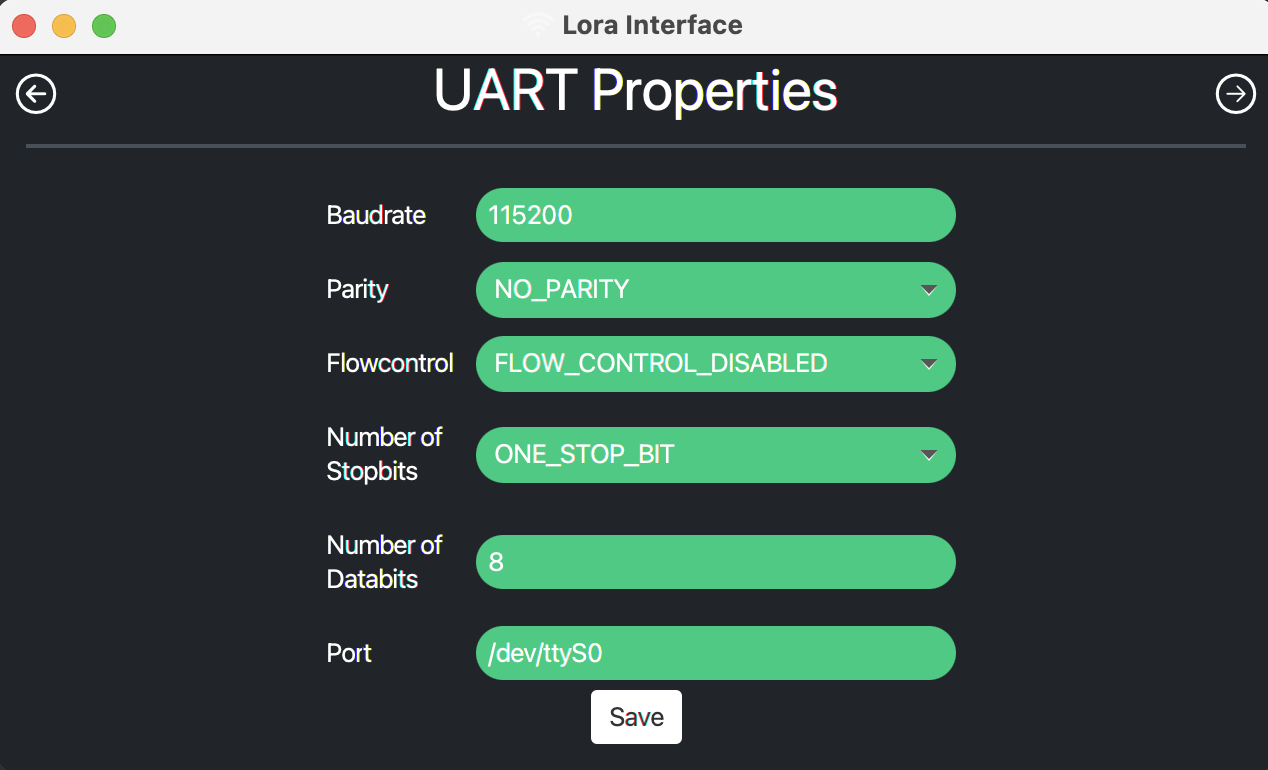 Lora Interface
UART Properties
Baudrate 115200
Parity NO_PARITY
Flowcontrol FLOW_CONTROL_DISABLED
Number of
Stopbits
ONE_STOP_BIT
Number of
Databits
8
Port /dev/ttyS0
Save